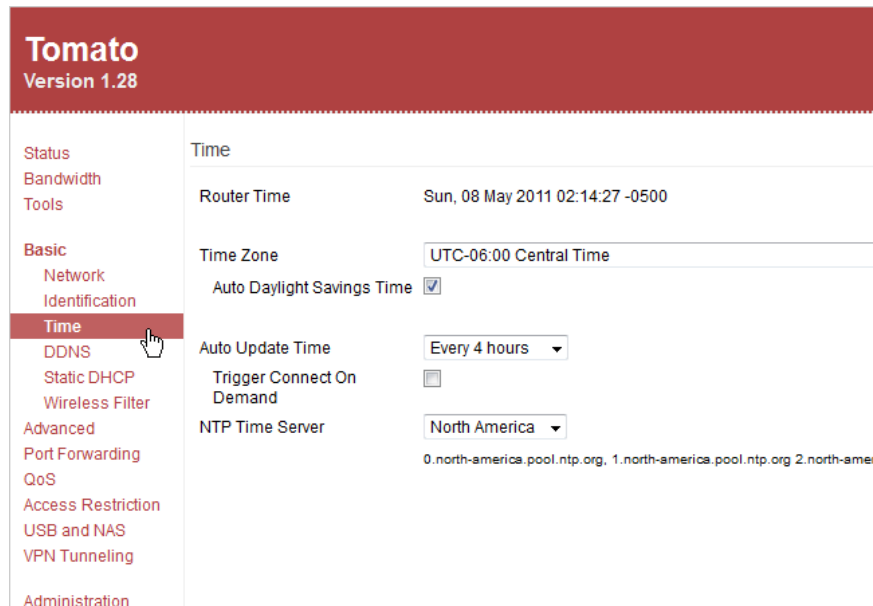 Tomato
Version 1.28
Status
Bandwidth
Tools
Basic
Network
Identification
Time
DDNS
Static DHCP
Wireless Filter
Advanced
Port Forwarding
QoS
Access Restriction
USB and NAS
VPN Tunneling
Administration
Time
Router Time Sun, 08 May 2011 02:14:27 -0500
Time Zone UTC-06:00 Central Time
Auto Daylight Savings Time
Auto Update Time Every 4 hours
Trigger Connect On
Demand
NTP Time Server North America
0.north-america.pool.ntp.org, 1.north-america.pool.ntp.org 2.north-amer